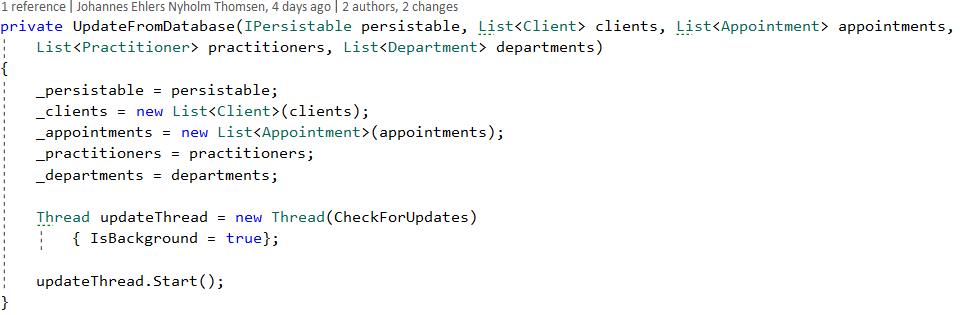 1 reference | Johannes Ehlers Nyholm Thomsen, 4 days ago | 2 authors, 2 changes
private UpdateFromDatabase(IPersistable persistable, List<Client> clients, List<Appointment> appointments,
    List<Practitioner> practitioners, List<Department> departments)
{
    _persistable = persistable;
    _clients = new List<Client>(clients);
    _appointments = new List<Appointment>(appointments);
    _practitioners = practitioners;
    _departments = departments;

    Thread updateThread = new Thread(CheckForUpdates)
        { IsBackground = true};

    updateThread.Start();
}